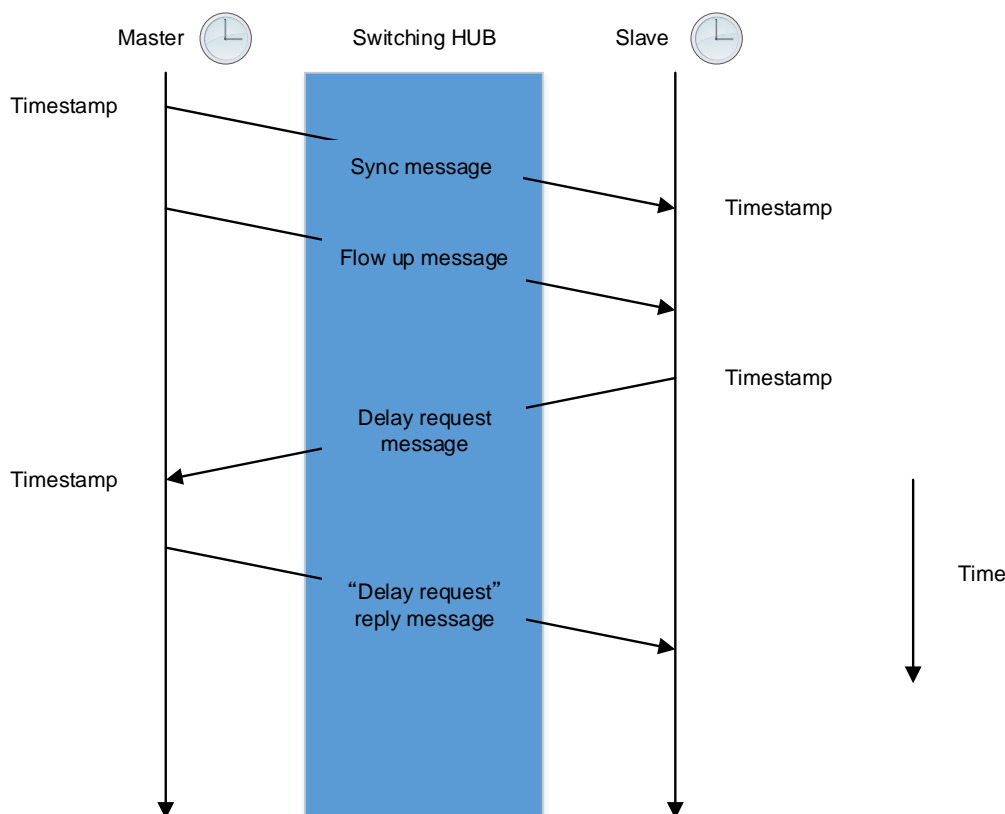 Master
Switching HUB
Slave
Timestamp
Sync message
Timestamp
Flow up message
Timestamp
Delay request
message
Timestamp
Time
“Delay request”
reply message